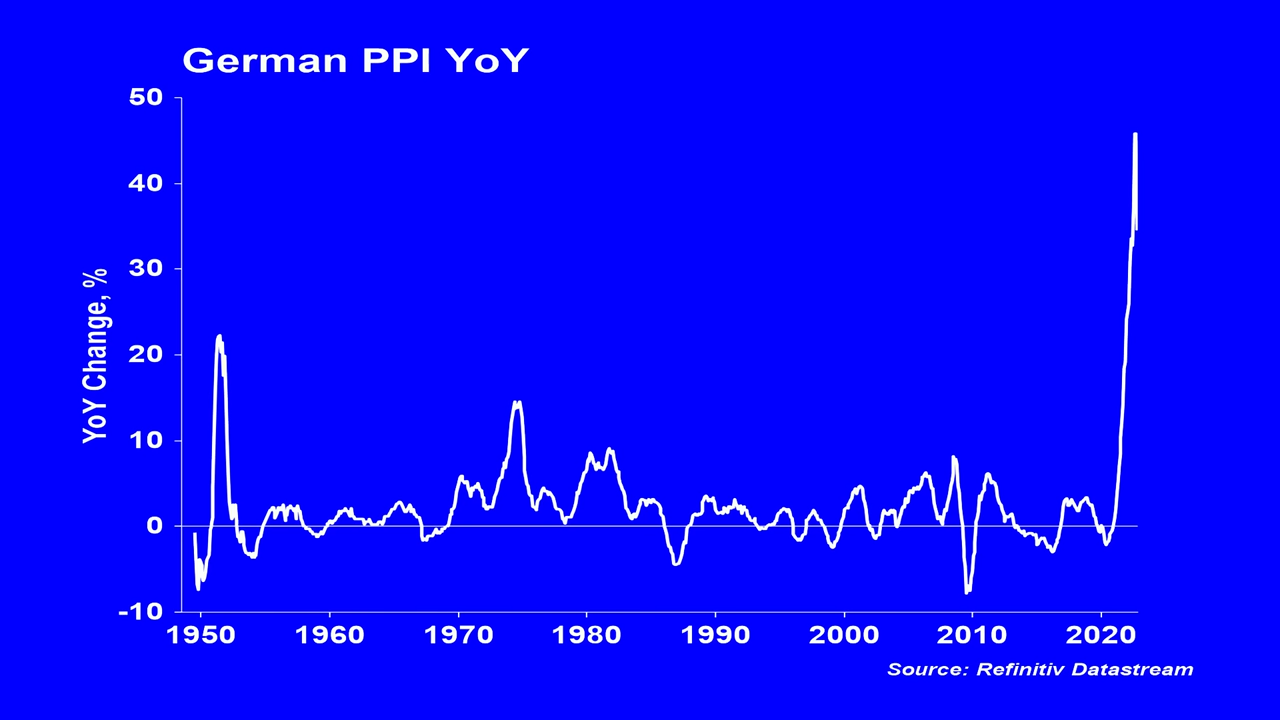 German PPI YoY
50
40
30
20
10
0
-10
YoY Change, %
1950 1960 1970 1980 1990 2000 2010 2020
Source: Refinitiv Datastream